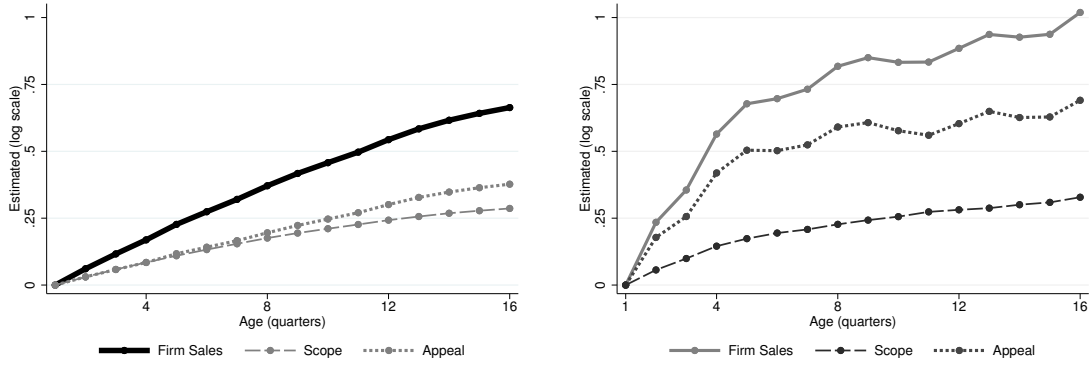 Estimated (log scale)
1
.75
.5
.25
0
4 8 12 16
Age (quarters)
Firm Sales Scope Appeal
Estimated (log scale)
1
.75
.5
.25
0
1 4 8 12 16
Age (quarters)
Firm Sales Scope Appeal